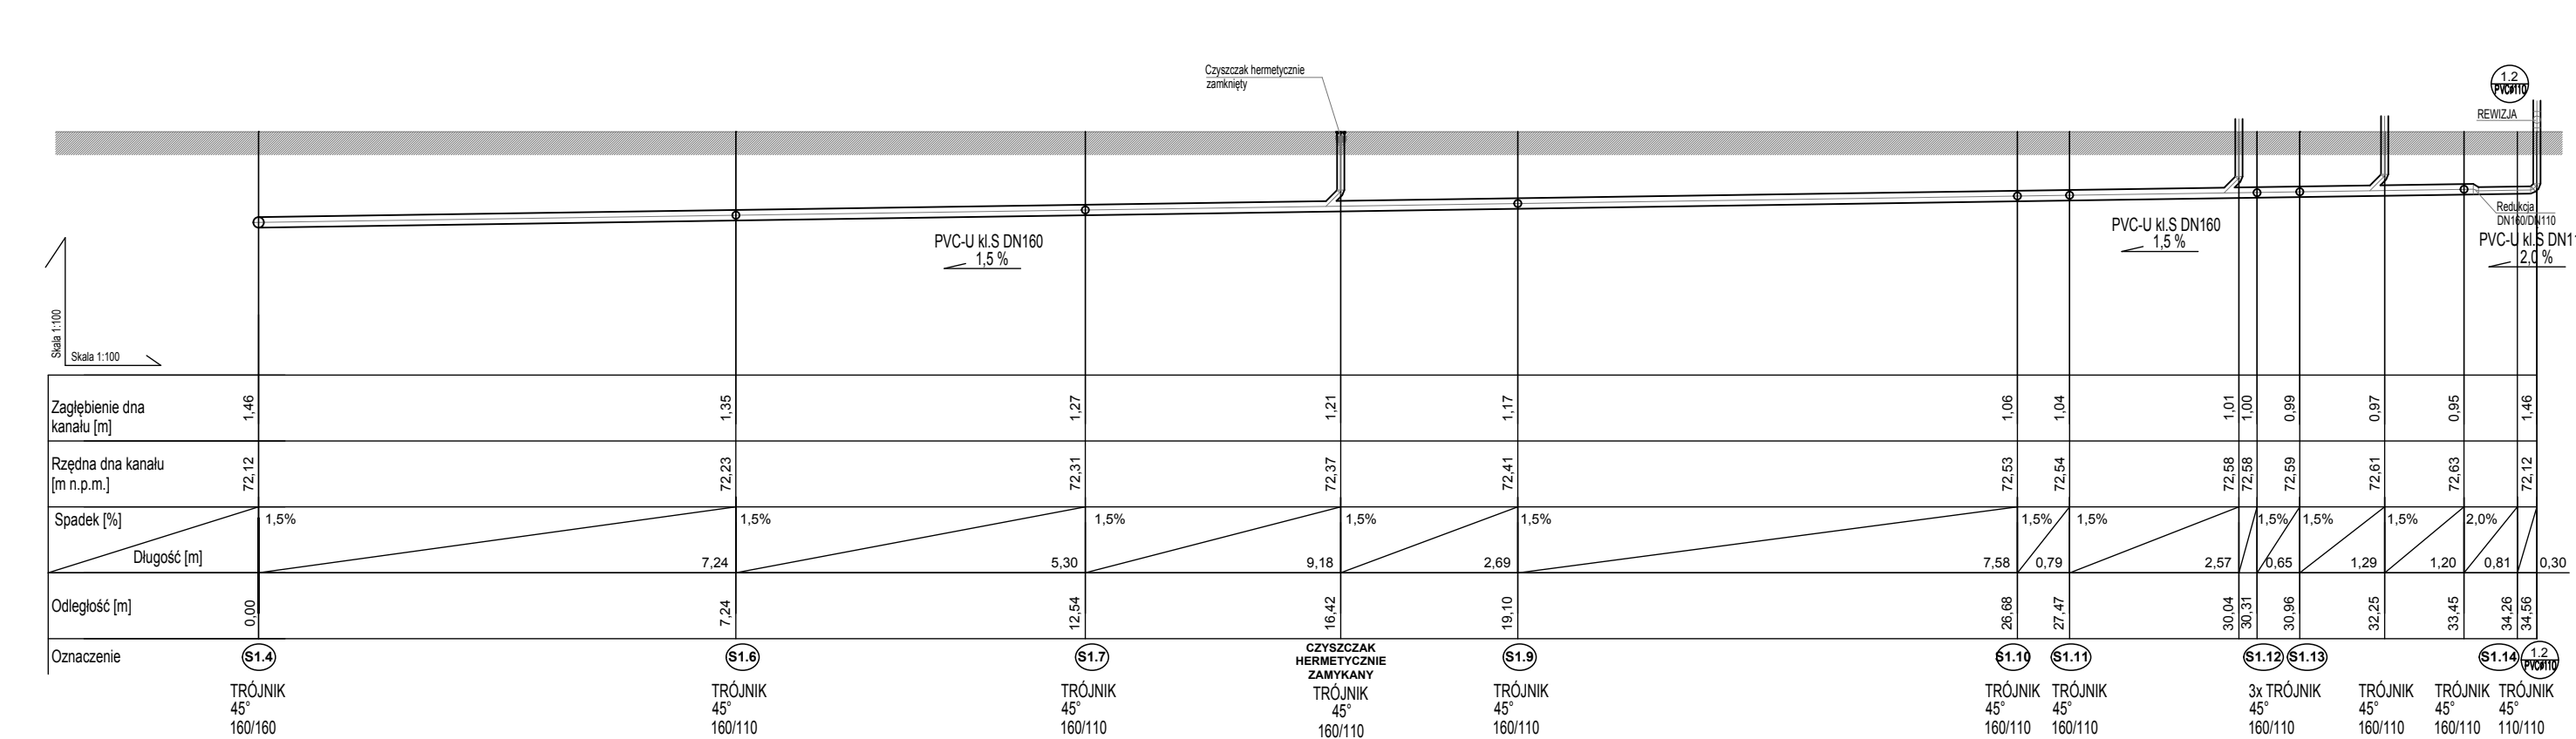 Czyszczak hermetycznie
zamknięty
1.2
PVCø110
REWIZJA
Redukcja
DN160/DN110
PVC-U kl.S DN160
1,5 %
PVC-U kl.S DN160
1,5 %
PVC-U kl.S DN11
2,0 %
Skala 1:100
Skala 1:100
Zagłębienie dna
kanału [m]
1,46 1,35 1,27 1,21 1,17 1,06 1,04 1,01 1,00 0,99 0,97 0,95 1,46
Rzędna dna kanału
[m n.p.m.]
72,12 72,23 72,31 72,37 72,41 72,53 72,54 72,58 72,58 72,59 72,61 72,63 72,12
Spadek [%]
1,5% 1,5% 1,5% 1,5% 1,5% 1,5% 1,5% 1,5% 1,5% 1,5% 2,0%
Długość [m]
7,24 5,30 9,18 2,69 7,58 0,79 2,57 0,65 1,29 1,20 0,81 0,30
Odległość [m]
0,00 7,24 12,54 16,42 19,10 26,68 27,47 30,04 30,31 30,96 32,25 33,45 34,26 34,56
Oznaczenie
S1.4 S1.6 S1.7
CZYSZCZAK
HERMETYCZNIE
ZAMYKANY
S1.9 S1.10 S1.11 S1.12 S1.13 S1.14
1.2
PVCø110
TRÓJNIK
45°
160/160
TRÓJNIK
45°
160/110
TRÓJNIK
45°
160/110
TRÓJNIK
45°
160/110
TRÓJNIK
45°
160/110
TRÓJNIK
45°
160/110
TRÓJNIK
45°
160/110
3x TRÓJNIK
45°
160/110
TRÓJNIK
45°
160/110
TRÓJNIK
45°
160/110
TRÓJNIK
45°
110/110